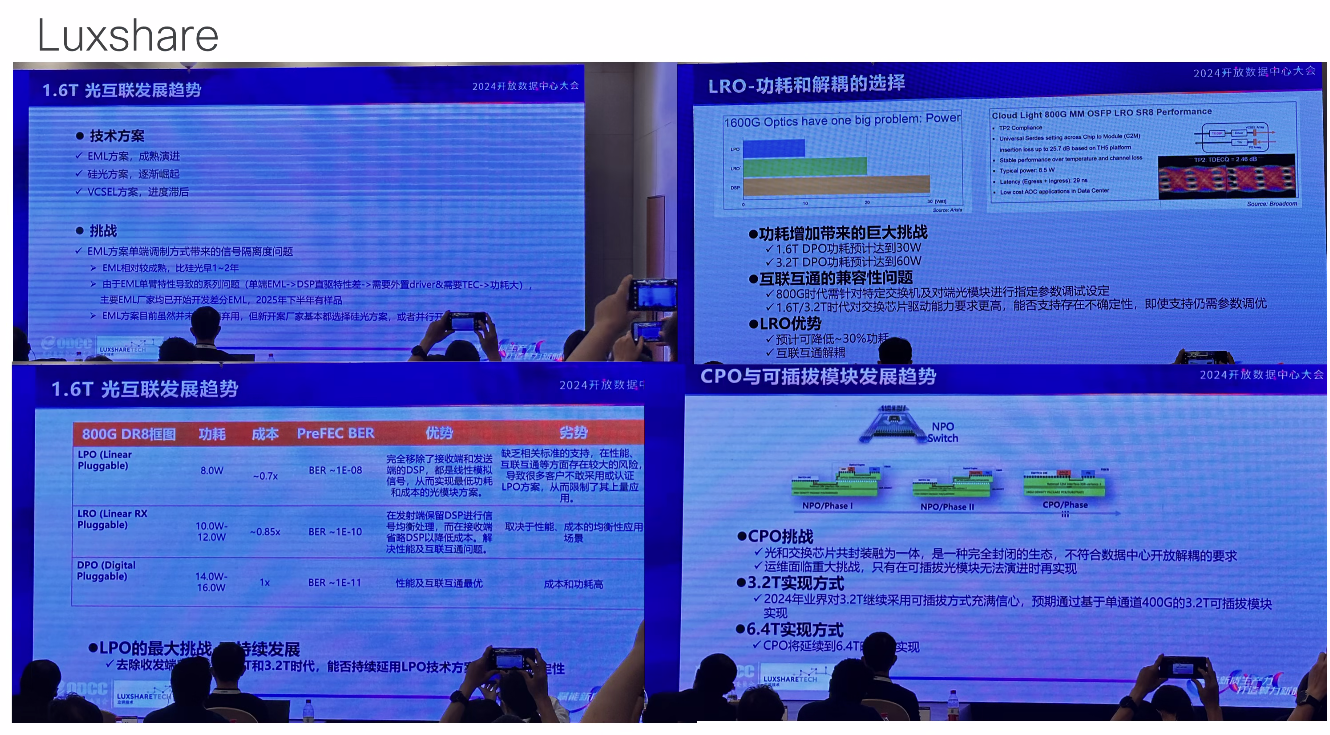 Luxshare
1.6T 光互联发展趋势
2024开放数据中心大会
● 技术方案
✓ EML方案，成熟演进
✓ 硅光方案，逐渐崛起
✓ VCSEL方案，进度滞后
● 挑战
✓ EML方案单端调制方式带来的信号隔离度问题
➢ EML相对较成熟，比硅光早1~2年
➢ 由于EML单臂特性导致的系列问题（单端EML->DSP直驱特性差->需要外置driver&需要TEC->功耗大），
主要EML厂家均已开始开发差分EML，2025年下半年有样品
➢ EML方案目前虽然并未 弃用，但新开案厂家基本都选择硅光方案，或者并行开
LUXSHARETECH
LRO-功耗和解耦的选择
2024开放数据中心大会
1600G Optics have one big problem: Power
LPO
LRO
DSP
0 10 20 30 (Watt)
Source: Arista
Cloud Light 800G MM OSFP LRO SR8 Performance
• TP2 Compliance
• Universal Serdes setting across Chip to Module (C2M)
insertion loss up to 25.7 dB based on TH5 platform
• Stable performance over temperature and channel loss
• Typical power: 8.5 W
• Latency (Egress + Ingress): 29 ns
• Low cost AOC applications in Data Center
TP2 TDECQ = 2.48 dB
Source: Broadcom
●功耗增加带来的巨大挑战
✓1.6T DPO功耗预计达到30W
✓3.2T DPO功耗预计达到60W
●互联互通的兼容性问题
✓800G时代需针对特定交换机及对端光模块进行指定参数调试设定
✓1.6T/3.2T时代对交换芯片驱动能力要求更高，能否支持存在不确定性，即使支持仍需参数调优
●LRO优势
✓预计可降低~30%功耗
✓互联互通解耦
1.6T 光互联发展趋势
2024开放数据中
800G DR8框图 功耗 成本 PreFEC BER 优势 劣势
LPO (Linear
Pluggable)
8.0W
~0.7x
BER ~1E-08
完全移除了接收端和发送
端的DSP，都是线性模拟
信号，从而实现最低功耗
和成本的光模块方案。
缺乏相关标准的支持，在性能、
互联互通等方面存在较大的风险，
导致很多客户不敢采用或认证
LPO方案，从而限制了其上量应
用。
LRO (Linear RX
Pluggable)
10.0W-
12.0W
~0.85x
BER ~1E-10
在发射端保留DSP进行信
号均衡处理，而在接收端
省略DSP以降低成本。解
决性能及互联互通问题。
取决于性能、成本的均衡性应用
场景
DPO (Digital
Pluggable)
14.0W-
16.0W
1x
BER ~1E-11
性能及互联互通最优
成本和功耗高
●LPO的最大挑战 持续发展
✓去除收发端 T和3.2T时代，能否持续延用LPO技术方 定性
ODCC
LUXSHARETECH
CPO与可插拔模块发展趋势
2024开放数据中心大会
NPO
Switch
NPO/Phase I
NPO/Phase II
CPO/Phase
iii
●CPO挑战
✓光和交换芯片共封装融为一体，是一种完全封闭的生态，不符合数据中心开放解耦的要求
✓运维面临重大挑战，只有在可插拔光模块无法演进时再实现
●3.2T实现方式
✓2024年业界对3.2T继续采用可插拔方式充满信心，预期通过基于单通道400G的3.2T可插拔模块
实现
●6.4T实现方式
✓CPO将延续到6.4T 实现
LUXSHARETECH